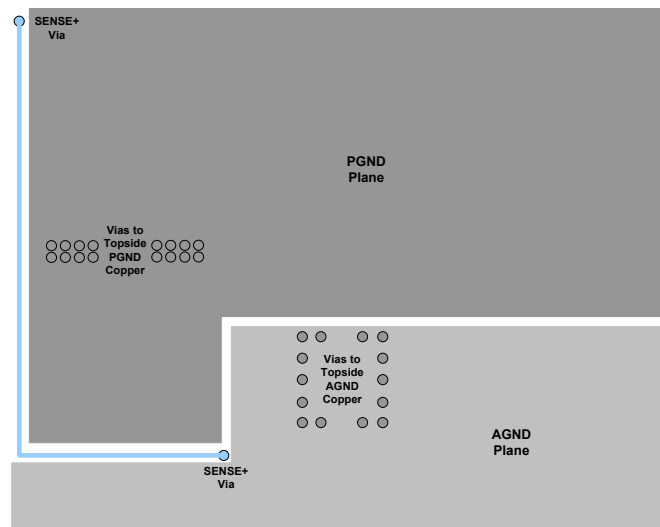 SENSE+
Via
PGND
Plane
Vias to
Topside
PGND
Copper
Vias to
Topside
AGND
Copper
AGND
Plane
SENSE+
Via